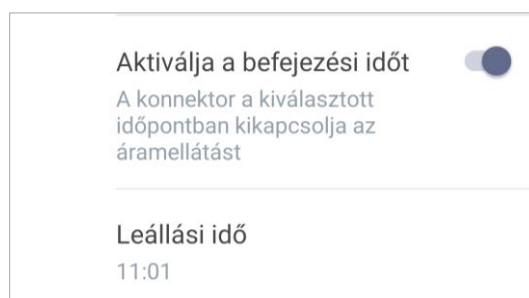 Aktiválja a befejezési időt
A konnektor a kiválasztott
időpontban kikapcsolja az
áramellátást
Leállási idő
11:01